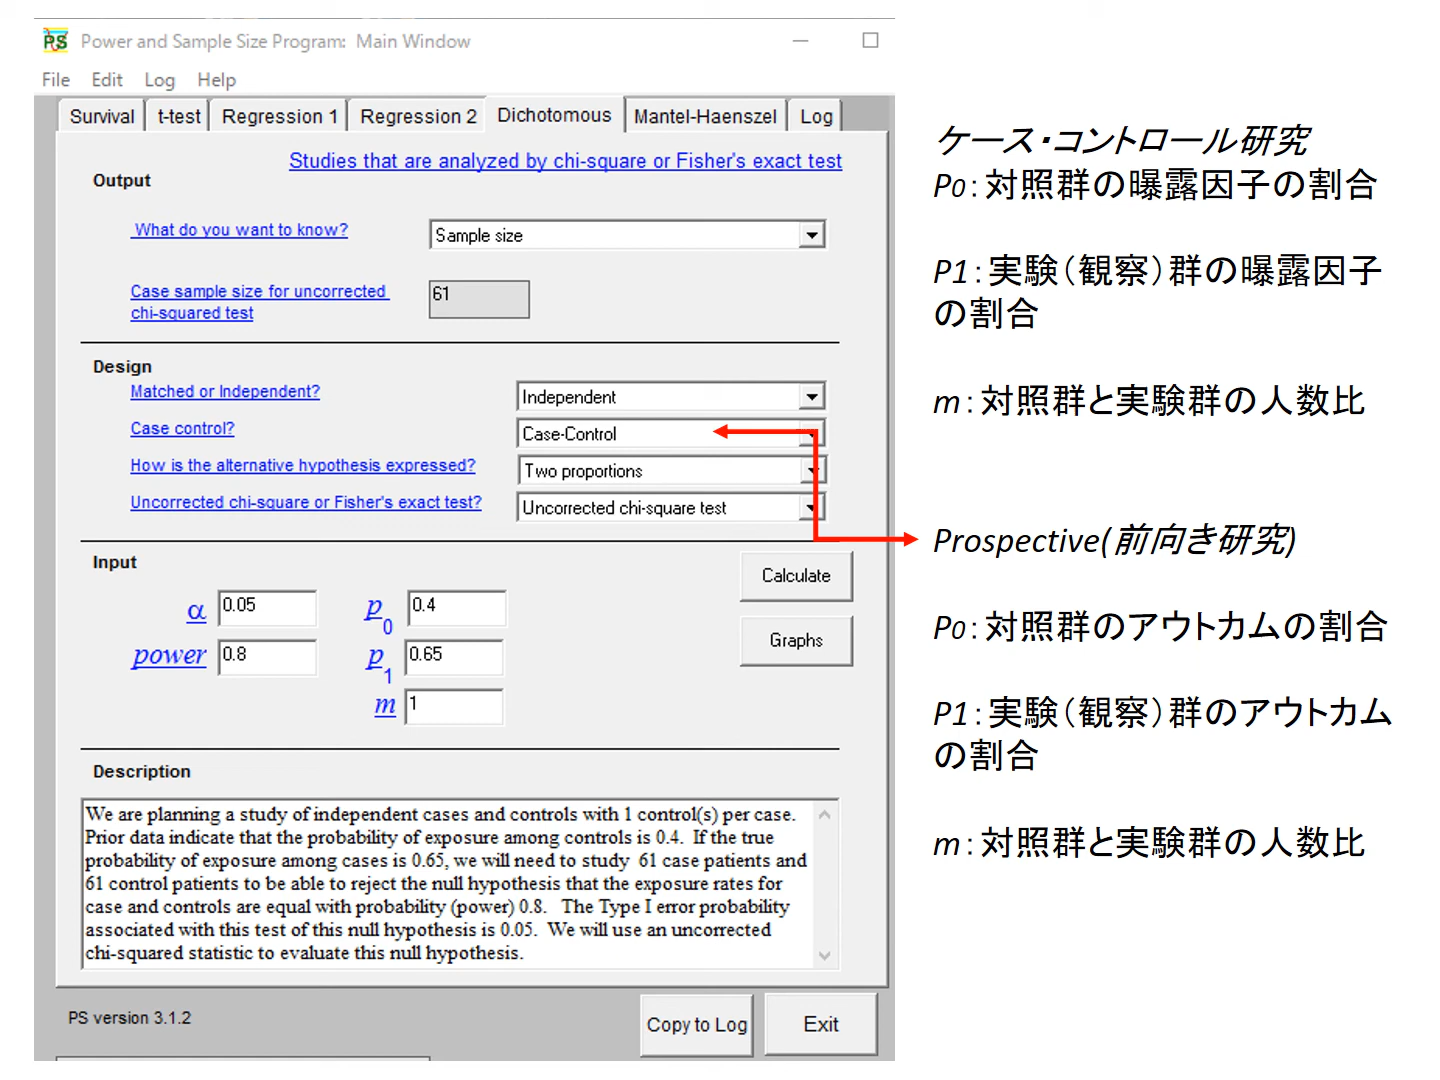 PS Power and Sample Size Program: Main Window
File Edit Log Help
Survival t-test Regression 1 Regression 2 Dichotomous Mantel-Haenszel Log
Studies that are analyzed by chi-square or Fisher's exact test
Output
What do you want to know?
Sample size
Case sample size for uncorrected
chi-squared test
61
Design
Matched or Independent?
Independent
Case control?
Case-Control
How is the alternative hypothesis expressed?
Two proportions
Uncorrected chi-square or Fisher's exact test?
Uncorrected chi-square test
Input
α 0.05
p0 0.4
power 0.8
p1 0.65
m 1
Calculate
Graphs
Description
We are planning a study of independent cases and controls with 1 control(s) per case.
Prior data indicate that the probability of exposure among controls is 0.4. If the true
probability of exposure among cases is 0.65, we will need to study 61 case patients and
61 control patients to be able to reject the null hypothesis that the exposure rates for
case and controls are equal with probability (power) 0.8. The Type I error probability
associated with this test of this null hypothesis is 0.05. We will use an uncorrected
chi-squared statistic to evaluate this null hypothesis.
PS version 3.1.2
Copy to Log
Exit
ケース・コントロール研究
P0：対照群の曝露因子の割合
P1：実験（観察）群の曝露因子
の割合
m：対照群と実験群の人数比
Prospective(前向き研究)
P0：対照群のアウトカムの割合
P1：実験（観察）群のアウトカム
の割合
m：対照群と実験群の人数比